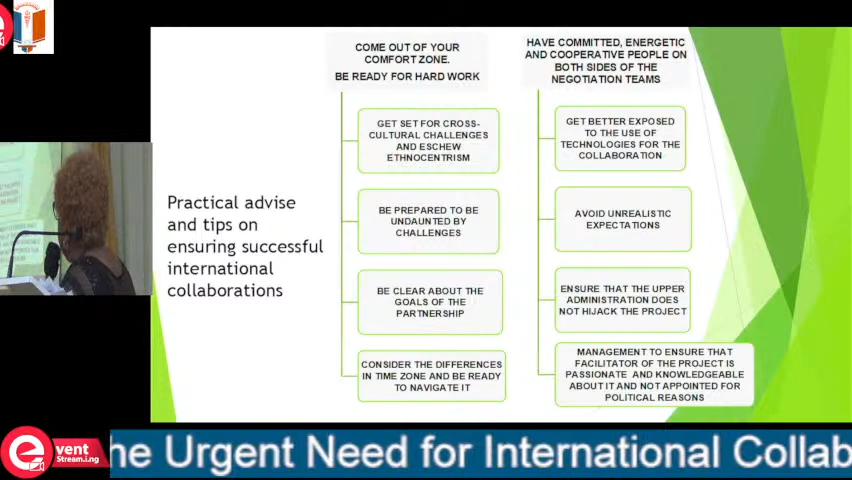 Practical advise
and tips on
ensuring successful
international
collaborations
COME OUT OF YOUR
COMFORT ZONE.
BE READY FOR HARD WORK
GET SET FOR CROSS-
CULTURAL CHALLENGES
AND ESCHEW
ETHNOCENTRISM
BE PREPARED TO BE
UNDAUNTED BY
CHALLENGES
BE CLEAR ABOUT THE
GOALS OF THE
PARTNERSHIP
CONSIDER THE DIFFERENCES
IN TIME ZONE AND BE READY
TO NAVIGATE IT
HAVE COMMITTED, ENERGETIC
AND COOPERATIVE PEOPLE ON
BOTH SIDES OF THE
NEGOTIATION TEAMS
GET BETTER EXPOSED
TO THE USE OF
TECHNOLOGIES FOR THE
COLLABORATION
AVOID UNREALISTIC
EXPECTATIONS
ENSURE THAT THE UPPER
ADMINISTRATION DOES
NOT HIJACK THE PROJECT
MANAGEMENT TO ENSURE THAT
FACILITATOR OF THE PROJECT IS
PASSIONATE AND KNOWLEDGEABLE
ABOUT IT AND NOT APPOINTED FOR
POLITICAL REASONS
event
Stream.i.ng
he Urgent Need for International Collab